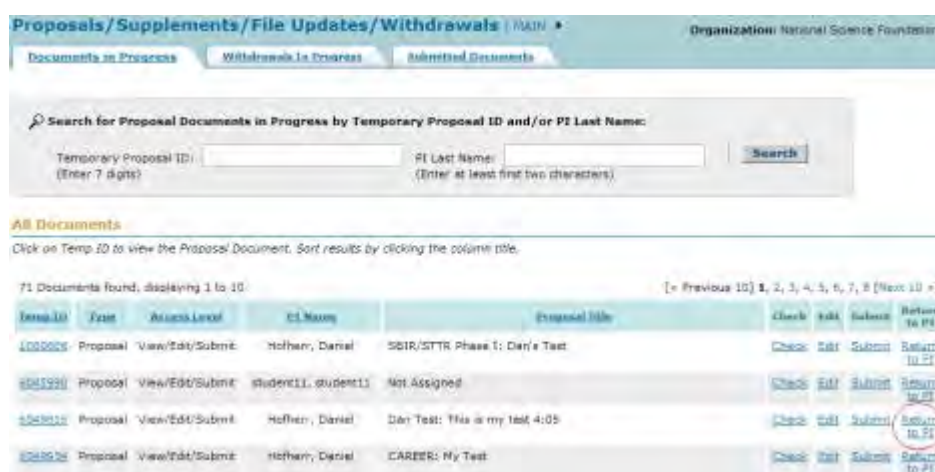 Proposals/Supplements/File Updates/Withdrawals | MAIN
Organization: National Science Foundation
Documents in Progress Withdrawals In Progress Submitted Documents
Search for Proposal Documents in Progress by Temporary Proposal ID and/or PI Last Name:
Temporary Proposal ID: PI Last Name: Search
(Enter 7 digits) (Enter at least first two characters)
All Documents
Click on Temp ID to view the Proposal Document. Sort results by clicking the column title.
71 Documents found, displaying 1 to 10 [« Previous 10] 1, 2, 3, 4, 5, 6, 7, 8 [Next 10 »
Temp ID Type Access Level PI Name Proposal Title Check Edit Submit Return to PI
Proposal View/Edit/Submit Daniel SBIR/STTR Phase I: Dan's Test Check Edit Submit Return
to PI
Proposal View/Edit/Submit student11, student11 Not Assigned Check Edit Submit Return
to PI
Proposal View/Edit/Submit Daniel Dan Test: This is my test 4:05 Check Edit Submit Return
to PI
Proposal View/Edit/Submit Daniel CAREER: My Test Check Edit Submit Return
to PI